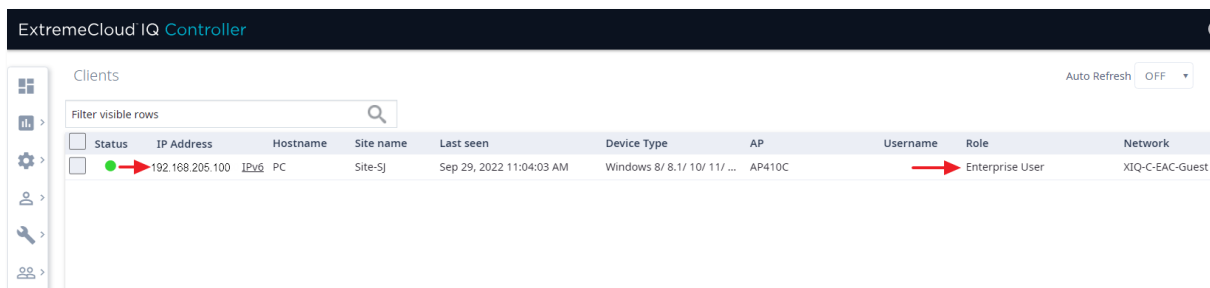 ExtremeCloud IQ Controller
Clients
Auto Refresh OFF
Filter visible rows
Status IP Address Hostname Site name Last seen Device Type AP Username Role Network
192.168.205.100 IPv6 PC Site-SJ Sep 29, 2022 11:04:03 AM Windows 8/ 8.1/ 10/ 11/ ... AP410C Enterprise User XIQ-C-EAC-Guest